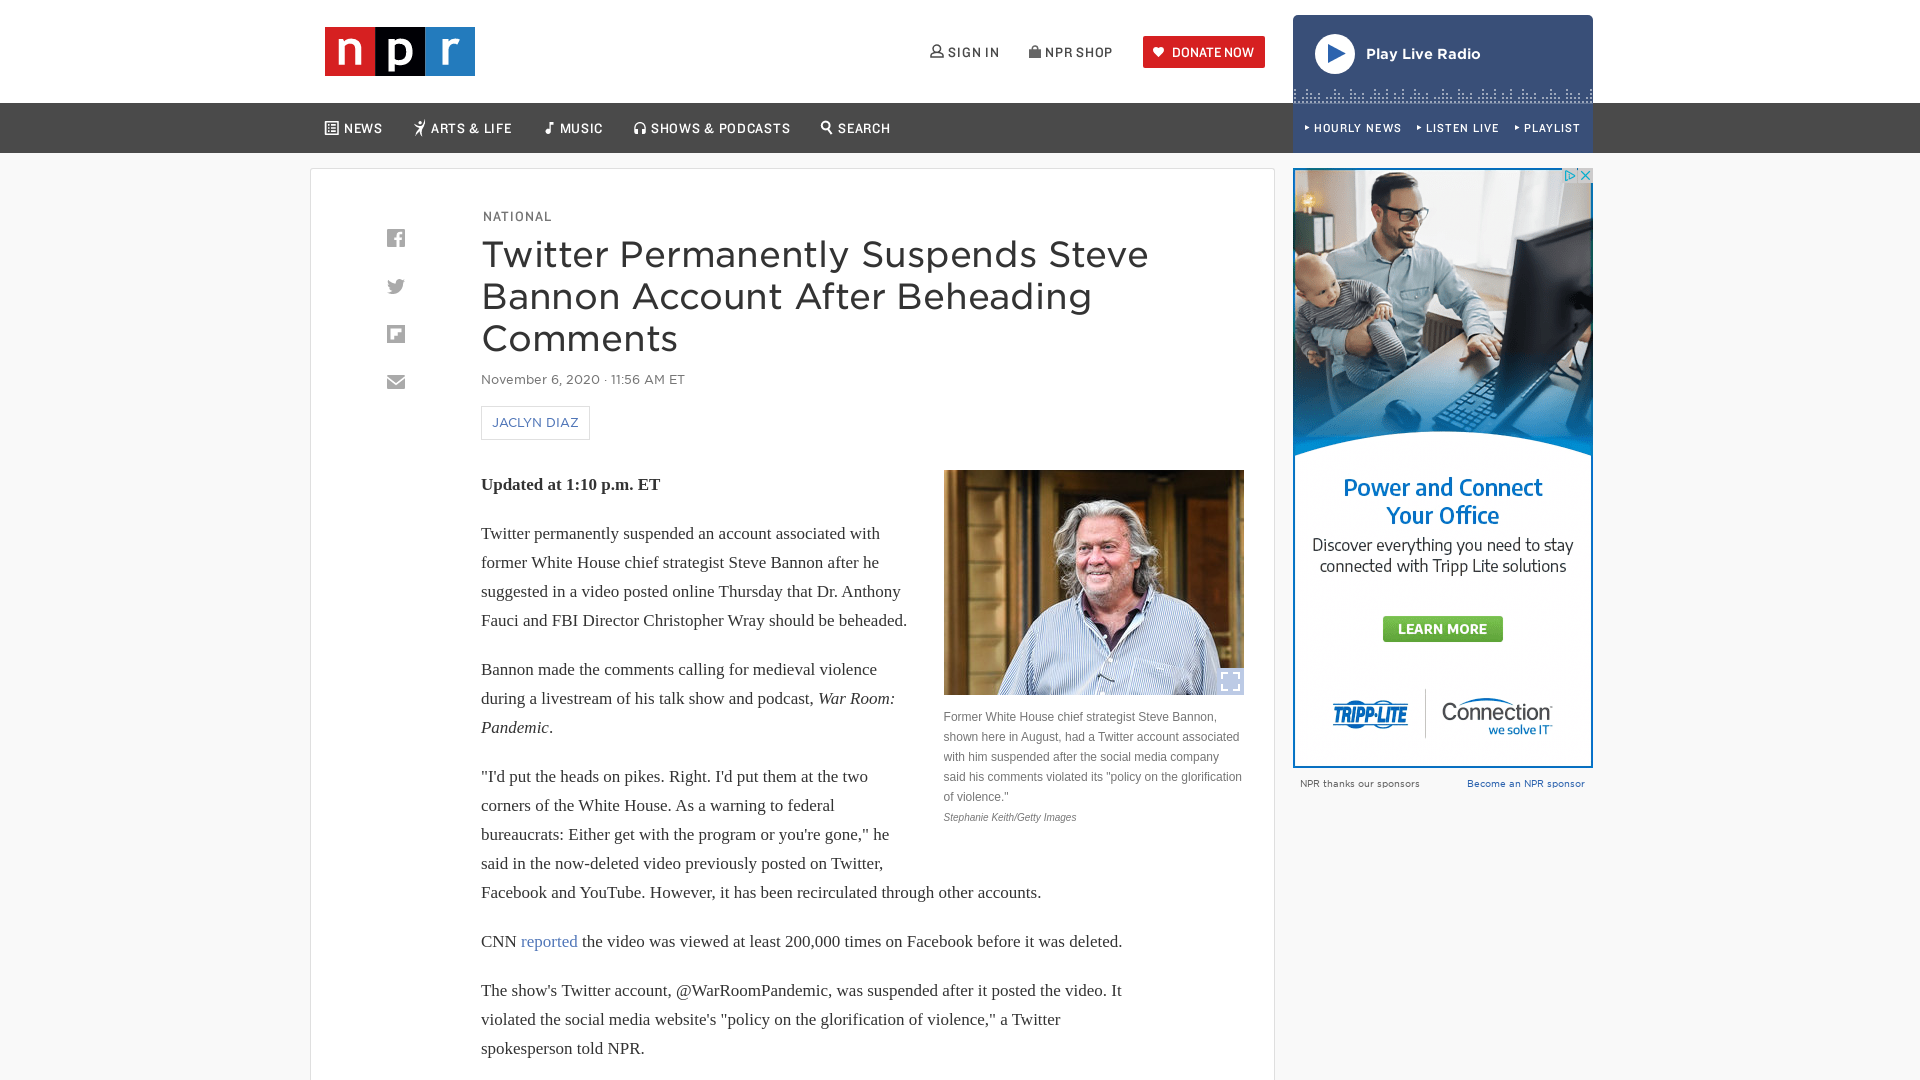 npr
SIGN IN
NPR SHOP
DONATE NOW
Play Live Radio
NEWS
ARTS & LIFE
MUSIC
SHOWS & PODCASTS
SEARCH
HOURLY NEWS
LISTEN LIVE
PLAYLIST
NATIONAL
Twitter Permanently Suspends Steve
Bannon Account After Beheading
Comments
November 6, 2020 · 11:56 AM ET
JACLYN DIAZ
Updated at 1:10 p.m. ET
Twitter permanently suspended an account associated with
former White House chief strategist Steve Bannon after he
suggested in a video posted online Thursday that Dr. Anthony
Fauci and FBI Director Christopher Wray should be beheaded.
Bannon made the comments calling for medieval violence
during a livestream of his talk show and podcast, War Room:
Pandemic.
"I'd put the heads on pikes. Right. I'd put them at the two
corners of the White House. As a warning to federal
bureaucrats: Either get with the program or you're gone," he
said in the now-deleted video previously posted on Twitter,
Facebook and YouTube. However, it has been recirculated through other accounts.
CNN reported the video was viewed at least 200,000 times on Facebook before it was deleted.
The show's Twitter account, @WarRoomPandemic, was suspended after it posted the video. It
violated the social media website's "policy on the glorification of violence," a Twitter
spokesperson told NPR.
Former White House chief strategist Steve Bannon,
shown here in August, had a Twitter account associated
with him suspended after the social media company
said his comments violated its "policy on the glorification
of violence."
Stephanie Keith/Getty Images
Power and Connect
Your Office
Discover everything you need to stay
connected with Tripp Lite solutions
LEARN MORE
TRIPP-LITE
Connection
we solve IT
NPR thanks our sponsors
Become an NPR sponsor